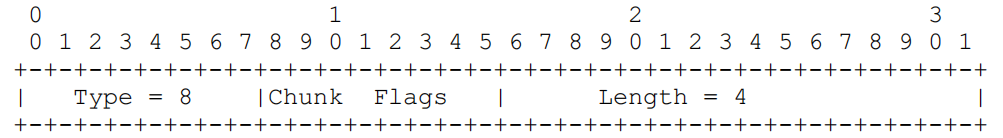 0                   1                   2                   3
 0 1 2 3 4 5 6 7 8 9 0 1 2 3 4 5 6 7 8 9 0 1 2 3 4 5 6 7 8 9 0 1
+-+-+-+-+-+-+-+-+-+-+-+-+-+-+-+-+-+-+-+-+-+-+-+-+-+-+-+-+-+-+-+-+
|   Type = 8    |Chunk  Flags   |      Length = 4               |
+-+-+-+-+-+-+-+-+-+-+-+-+-+-+-+-+-+-+-+-+-+-+-+-+-+-+-+-+-+-+-+-+